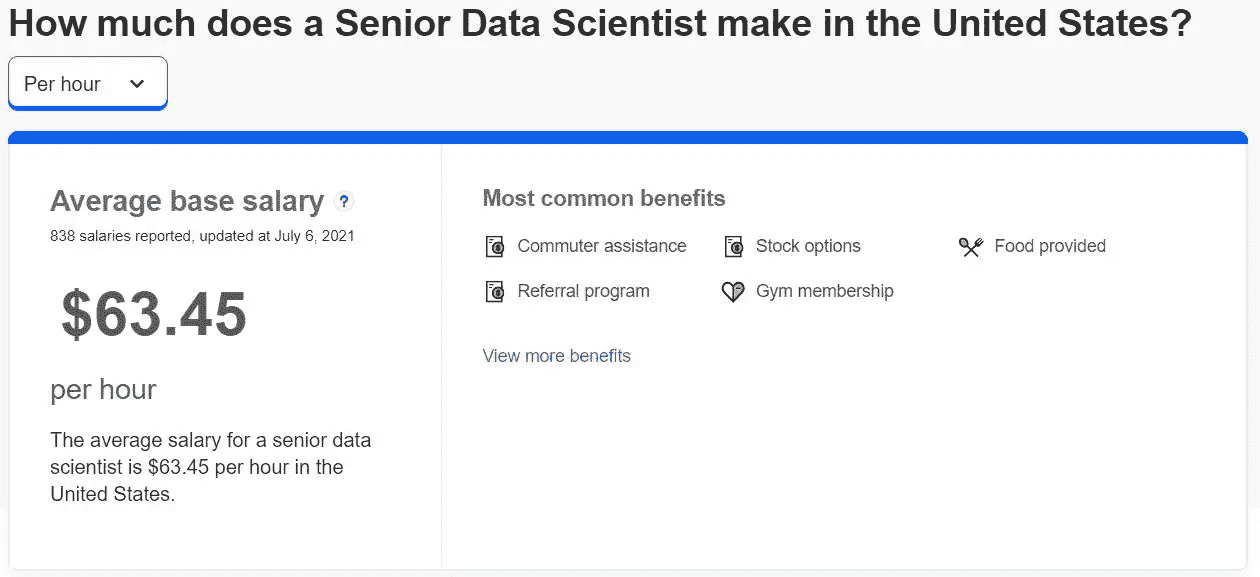 How much does a Senior Data Scientist make in the United States?
Per hour
Average base salary ?
838 salaries reported, updated at July 6, 2021
$63.45
per hour
The average salary for a senior data
scientist is $63.45 per hour in the
United States.
Most common benefits
Commuter assistance
Stock options
Food provided
Referral program
Gym membership
View more benefits